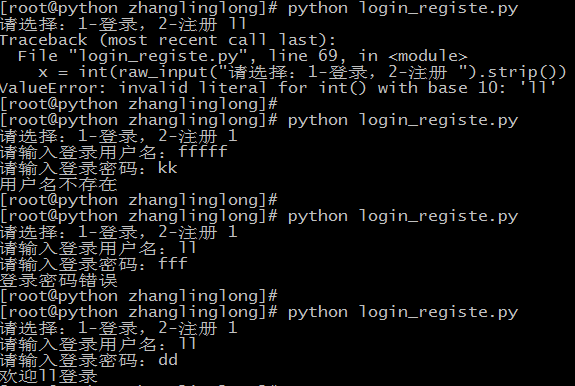 [root@python zhanglinglong]# python login_registe.py
请选择：1-登录，2-注册 ll
Traceback (most recent call last):
  File "login_registe.py", line 69, in <module>
    x = int(raw_input("请选择：1-登录，2-注册 ").strip())
ValueError: invalid literal for int() with base 10: 'll'
[root@python zhanglinglong]#
[root@python zhanglinglong]# python login_registe.py
请选择：1-登录，2-注册 1
请输入登录用户名：fffff
请输入登录密码：kk
用户名不存在
[root@python zhanglinglong]#
[root@python zhanglinglong]# python login_registe.py
请选择：1-登录，2-注册 1
请输入登录用户名：ll
请输入登录密码：fff
登录密码错误
[root@python zhanglinglong]#
[root@python zhanglinglong]# python login_registe.py
请选择：1-登录，2-注册 1
请输入登录用户名：ll
请输入登录密码：dd
欢迎ll登录